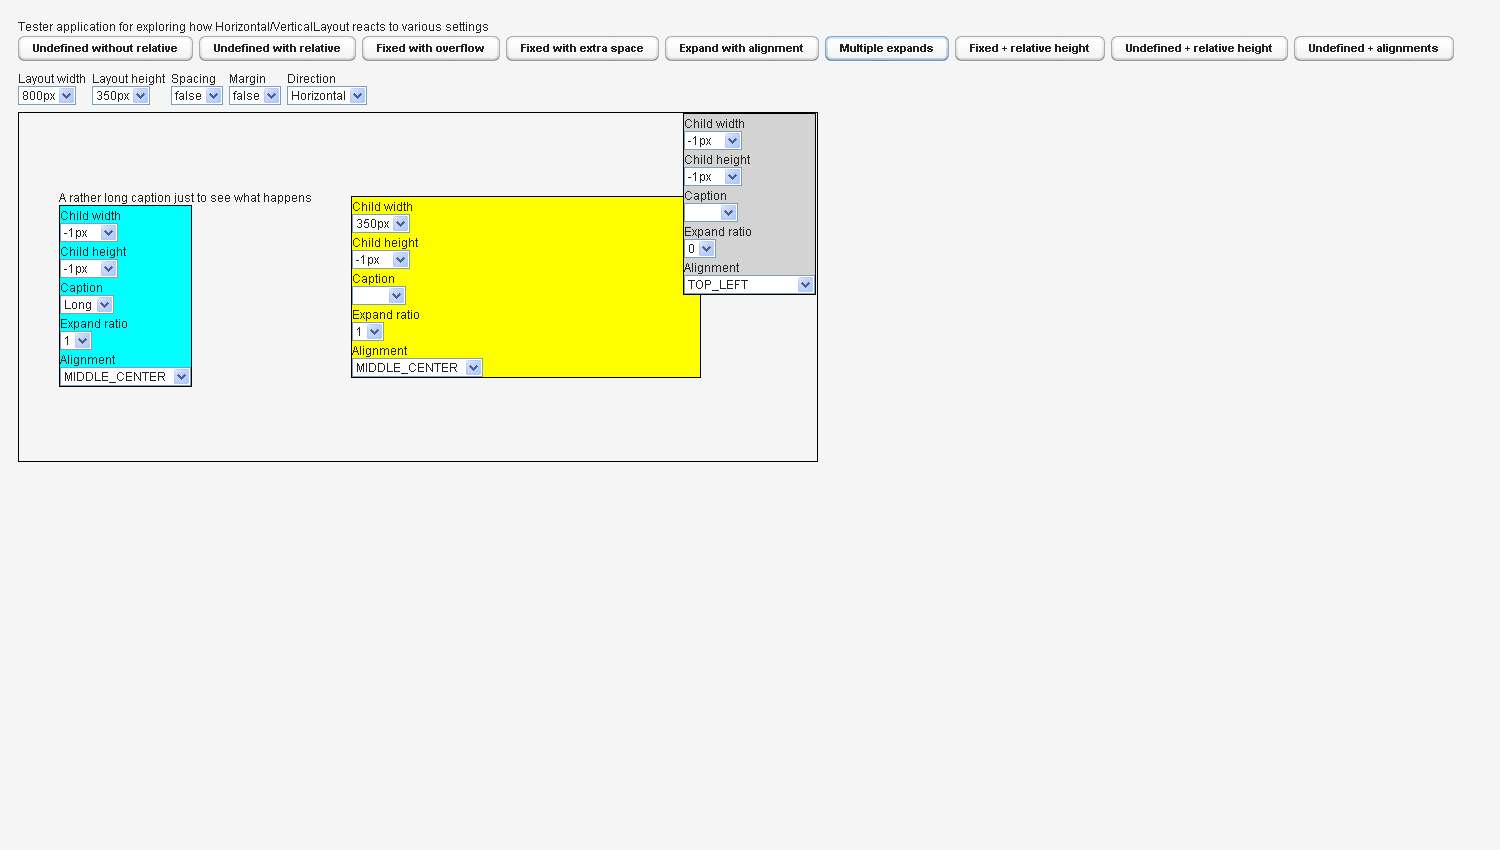 Tester application for exploring how Horizontal/VerticalLayout reacts to various settings
Undefined without relative Undefined with relative Fixed with overflow Fixed with extra space Expand with alignment Multiple expands Fixed + relative height Undefined + relative height Undefined + alignments
Layout width Layout height Spacing Margin Direction
800px 350px false false Horizontal
A rather long caption just to see what happens
Child width
-1px
Child height
-1px
Caption
Long
Expand ratio
1
Alignment
MIDDLE_CENTER
Child width
350px
Child height
-1px
Caption
Expand ratio
1
Alignment
MIDDLE_CENTER
Child width
-1px
Child height
-1px
Caption
Expand ratio
0
Alignment
TOP_LEFT